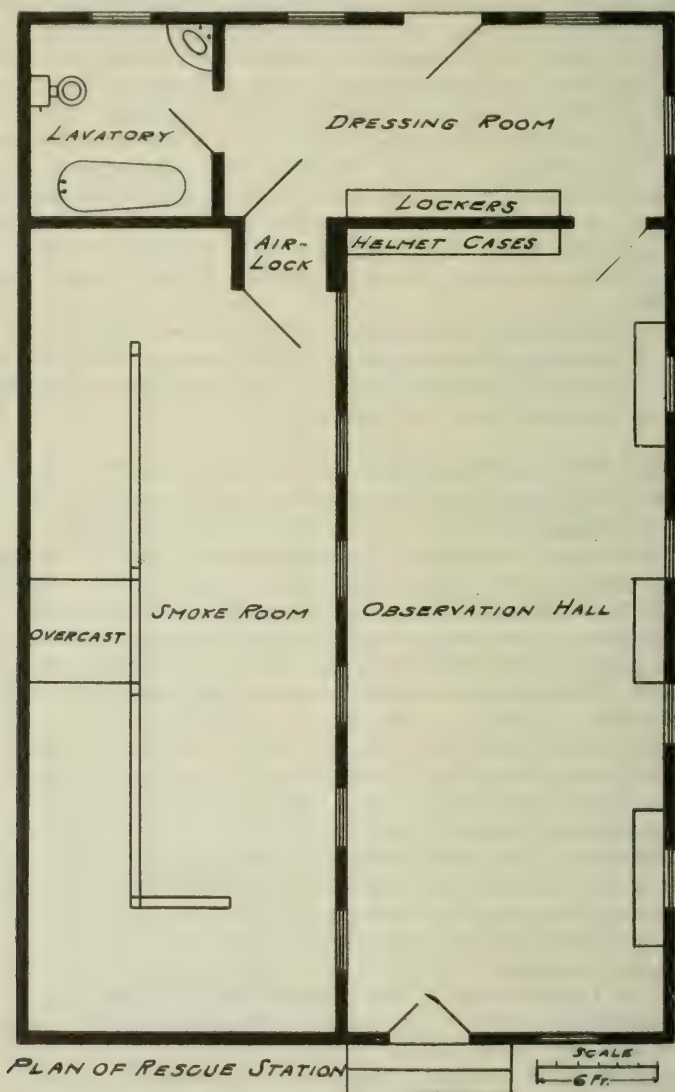 LAVATORY
DRESSING ROOM
LOCKERS
AIR-
LOCK
HELMET CASES
SMOKE ROOM
OBSERVATION HALL
OVERCAST
PLAN OF RESCUE STATION
SCALE
6 FT.